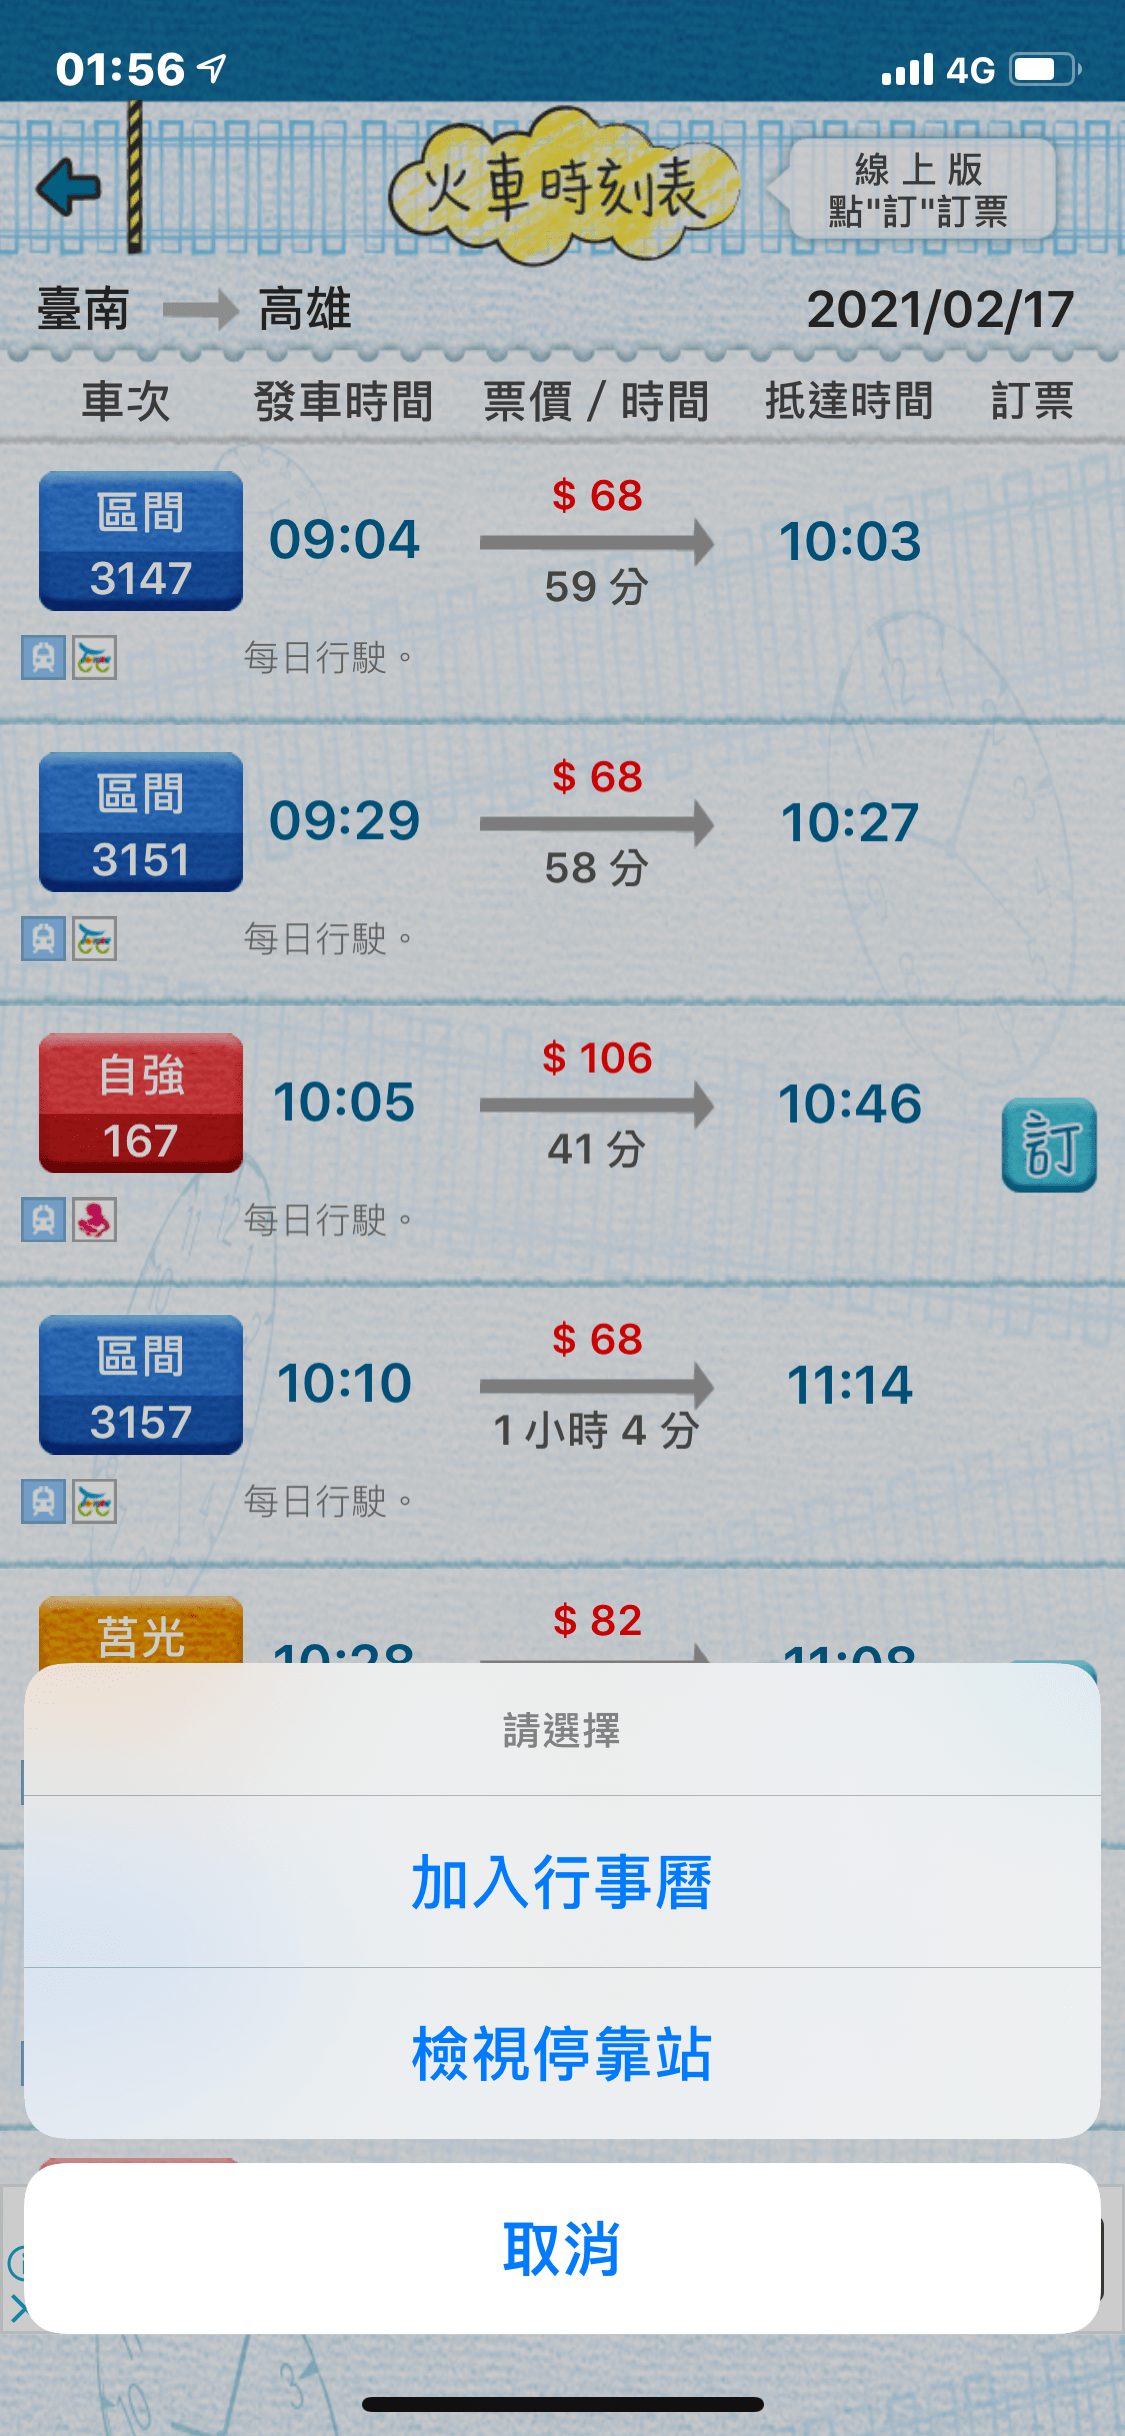 01:56 4G
火車時刻表
線上版
點"訂"訂票
臺南 高雄 2021/02/17
車次 發車時間 票價 / 時間 抵達時間 訂票
區間
3147
09:04
$ 68
59 分
10:03
每日行駛。
區間
3151
09:29
$ 68
58 分
10:27
每日行駛。
自強
167
10:05
$ 106
41 分
10:46
訂
每日行駛。
區間
3157
10:10
$ 68
1 小時 4 分
11:14
每日行駛。
莒光
10:28
$ 82
11:08
請選擇
加入行事曆
檢視停靠站
取消